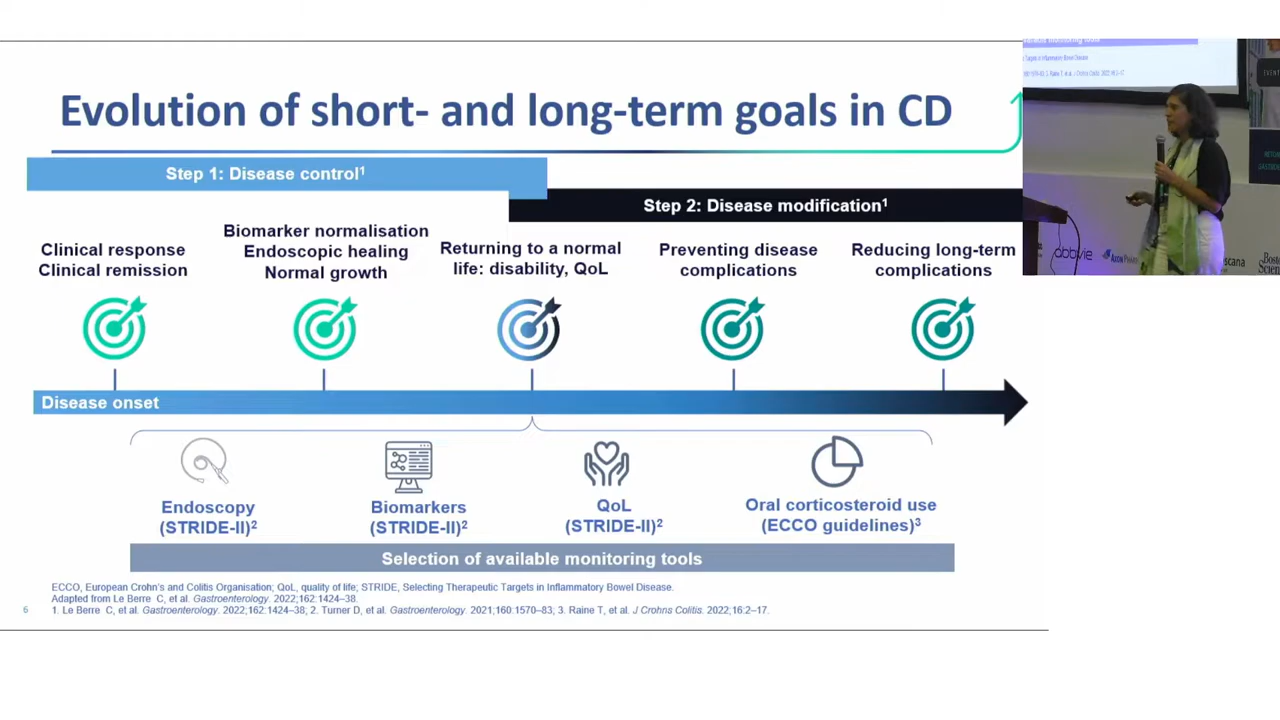 Evolution of short- and long-term goals in CD
Step 1: Disease control¹
Step 2: Disease modification¹
Clinical response
Clinical remission
Biomarker normalisation
Endoscopic healing
Normal growth
Returning to a normal
life: disability, QoL
Preventing disease
complications
Reducing long-term
complications
Disease onset
Endoscopy
(STRIDE-II)²
Biomarkers
(STRIDE-II)²
QoL
(STRIDE-II)²
Oral corticosteroid use
(ECCO guidelines)³
Selection of available monitoring tools
ECCO, European Crohn's and Colitis Organisation; QoL, quality of life; STRIDE, Selecting Therapeutic Targets in Inflammatory Bowel Disease.
Adapted from Le Berre C, et al. Gastroenterology. 2022;162:1424–38.
1. Le Berre C, et al. Gastroenterology. 2022;162:1424–38; 2. Turner D, et al. Gastroenterology. 2021;160:1570–83; 3. Raine T, et al. J Crohns Colitis. 2022;16:2–17.
6
EVENT
abbvie
Boston